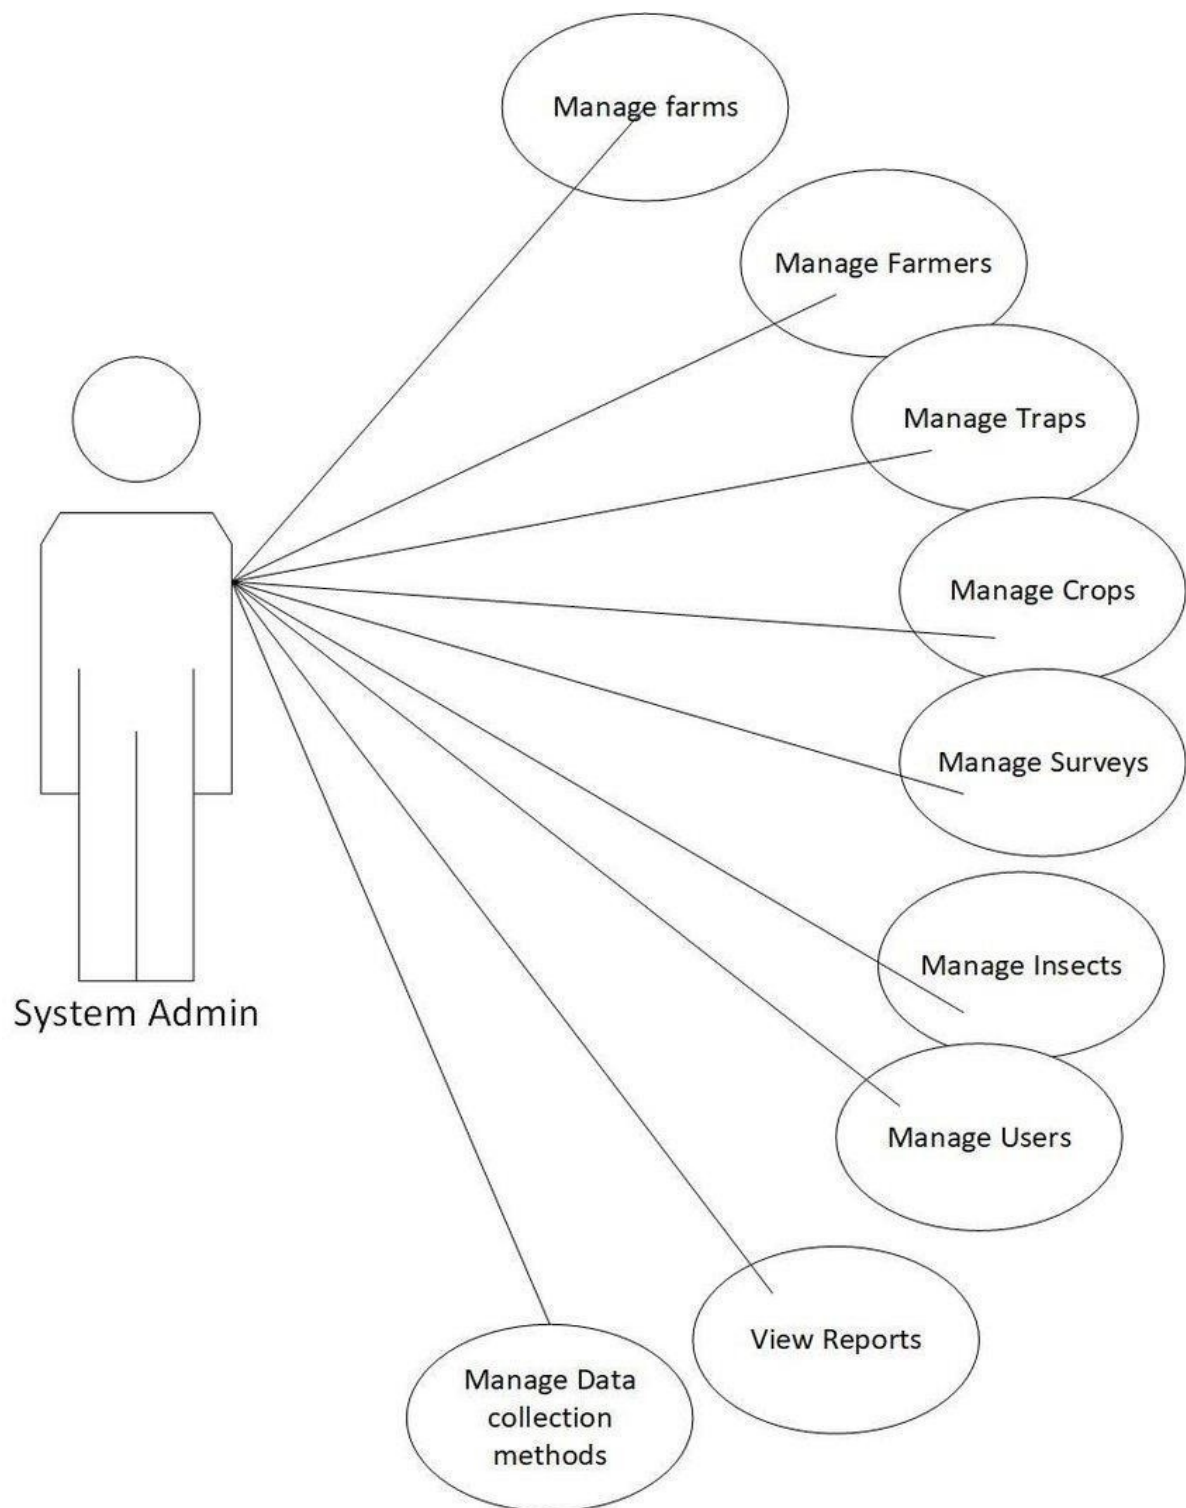 Manage farms
Manage Farmers
Manage Traps
Manage Crops
Manage Surveys
Manage Insects
System Admin
Manage Users
View Reports
Manage Data
collection
methods